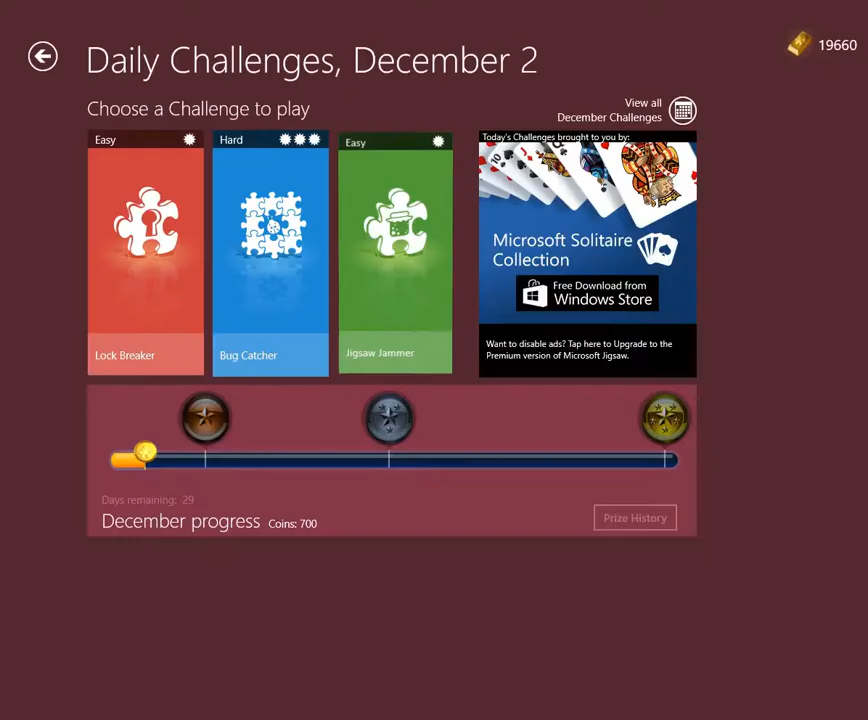 Daily Challenges, December 2
19660
Choose a Challenge to play
View all
December Challenges
Easy
Hard
Easy
Today's Challenges brought to you by:
Microsoft Solitaire
Collection
Free Download from
Windows Store
Lock Breaker
Bug Catcher
Jigsaw Jammer
Want to disable ads? Tap here to Upgrade to the
Premium version of Microsoft Jigsaw.
Days remaining: 29
December progress Coins: 700
Prize History